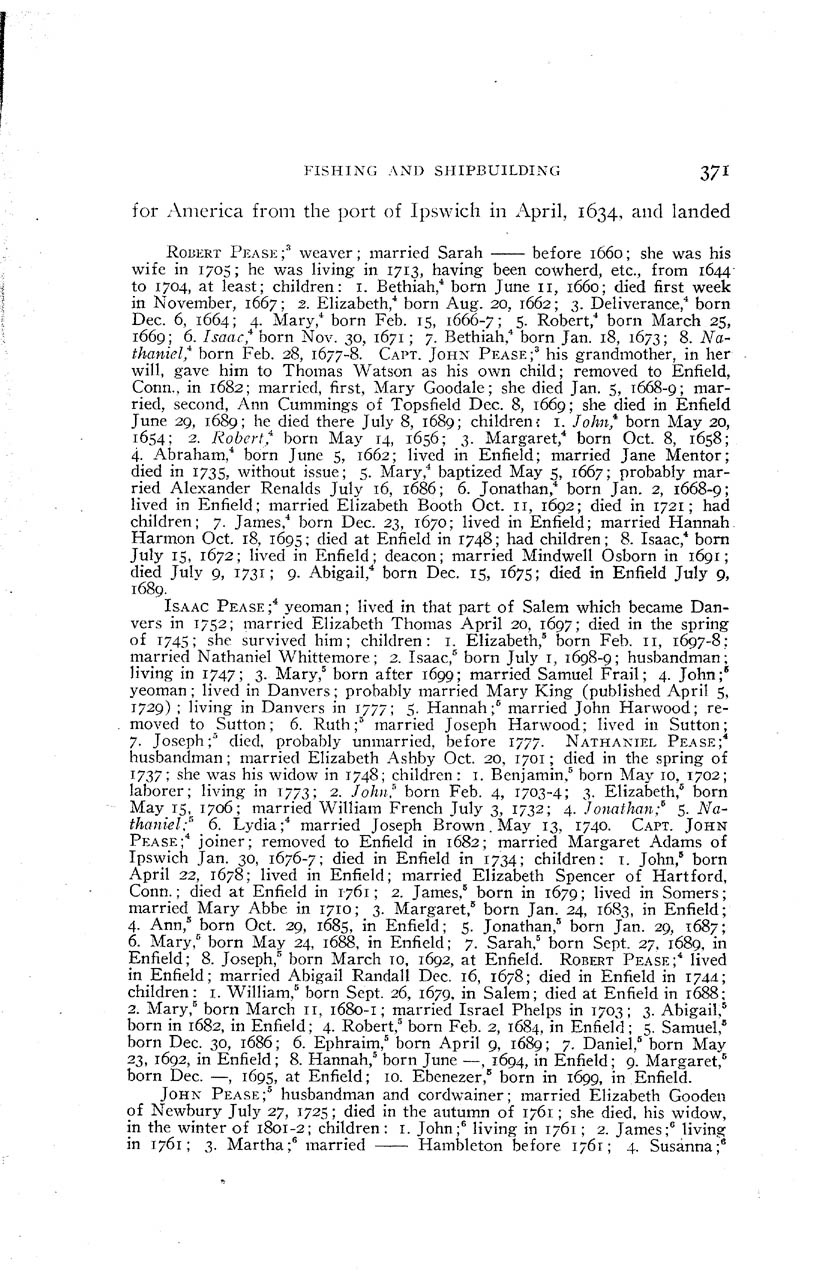 FISHING AND SHIPBUILDING 371
for America from the port of Ipswich in April, 1634, and landed
ROBERT PEASE;³ weaver; married Sarah —— before 1660; she was his
wife in 1705; he was living in 1713, having been cowherd, etc., from 1644
to 1704, at least; children: 1. Bethiah,⁴ born June 11, 1660; died first week
in November, 1667; 2. Elizabeth,⁴ born Aug. 20, 1662; 3. Deliverance,⁴ born
Dec. 6, 1664; 4. Mary,⁴ born Feb. 15, 1666-7; 5. Robert,⁴ born March 25,
1669; 6. Isaac,⁴ born Nov. 30, 1671; 7. Bethiah,⁴ born Jan. 18, 1673; 8. Na-
thaniel,⁴ born Feb. 28, 1677-8. CAPT. JOHN PEASE;³ his grandmother, in her
will, gave him to Thomas Watson as his own child; removed to Enfield,
Conn., in 1682; married, first, Mary Goodale; she died Jan. 5, 1668-9; mar-
ried, second, Ann Cummings of Topsfield Dec. 8, 1669; she died in Enfield
June 29, 1689; he died there July 8, 1689; children: 1. John,⁴ born May 20,
1654; 2. Robert,⁴ born May 14, 1656; 3. Margaret,⁴ born Oct. 8, 1658;
4. Abraham,⁴ born June 5, 1662; lived in Enfield; married Jane Mentor;
died in 1735, without issue; 5. Mary,⁴ baptized May 5, 1667; probably mar-
ried Alexander Renalds July 16, 1686; 6. Jonathan,⁴ born Jan. 2, 1668-9;
lived in Enfield; married Elizabeth Booth Oct. 11, 1692; died in 1721; had
children; 7. James,⁴ born Dec. 23, 1670; lived in Enfield; married Hannah
Harmon Oct. 18, 1695; died at Enfield in 1748; had children; 8. Isaac,⁴ born
July 15, 1672; lived in Enfield; deacon; married Mindwell Osborn in 1691;
died July 9, 1731; 9. Abigail,⁴ born Dec. 15, 1675; died in Enfield July 9,
1689.
ISAAC PEASE;⁴ yeoman; lived in that part of Salem which became Dan-
vers in 1752; married Elizabeth Thomas April 20, 1697; died in the spring
of 1745; she survived him; children: 1. Elizabeth,⁵ born Feb. 11, 1697-8;
married Nathaniel Whittemore; 2. Isaac,⁵ born July 1, 1698-9; husbandman;
living in 1747; 3. Mary,⁵ born after 1699; married Samuel Frail; 4. John;⁵
yeoman; lived in Danvers; probably married Mary King (published April 5,
1729); living in Danvers in 1777; 5. Hannah;⁵ married John Harwood; re-
moved to Sutton; 6. Ruth;⁵ married Joseph Harwood; lived in Sutton;
7. Joseph;⁵ died, probably unmarried, before 1777. NATHANIEL PEASE;⁴
husbandman; married Elizabeth Ashby Oct. 20, 1701; died in the spring of
1737; she was his widow in 1748; children: 1. Benjamin,⁵ born May 10, 1702;
laborer; living in 1773; 2. John,⁵ born Feb. 4, 1703-4; 3. Elizabeth,⁵ born
May 15, 1706; married William French July 3, 1732; 4. Jonathan;⁵ 5. Na-
thaniel;⁵ 6. Lydia;⁴ married Joseph Brown May 13, 1740. CAPT. JOHN
PEASE;⁴ joiner; removed to Enfield in 1682; married Margaret Adams of
Ipswich Jan. 30, 1676-7; died in Enfield in 1734; children: 1. John,⁵ born
April 22, 1678; lived in Enfield; married Elizabeth Spencer of Hartford,
Conn.; died at Enfield in 1761; 2. James,⁵ born in 1679; lived in Somers;
married Mary Abbe in 1710; 3. Margaret,⁵ born Jan. 24, 1683, in Enfield;
4. Ann,⁵ born Oct. 29, 1685, in Enfield; 5. Jonathan,⁵ born Jan. 29, 1687;
6. Mary,⁵ born May 24, 1688, in Enfield; 7. Sarah,⁵ born Sept. 27, 1689, in
Enfield; 8. Joseph,⁵ born March 10, 1692, at Enfield. ROBERT PEASE;⁴ lived
in Enfield; married Abigail Randall Dec. 16, 1678; died in Enfield in 1744;
children: 1. William,⁵ born Sept. 26, 1679, in Salem; died at Enfield in 1688;
2. Mary,⁵ born March 11, 1680-1; married Israel Phelps in 1703; 3. Abigail,⁵
born in 1682, in Enfield; 4. Robert,⁵ born Feb. 2, 1684, in Enfield; 5. Samuel,⁵
born Dec. 30, 1686; 6. Ephraim,⁵ born April 9, 1689; 7. Daniel,⁵ born May
23, 1692, in Enfield; 8. Hannah,⁵ born June —, 1694, in Enfield; 9. Margaret,⁵
born Dec. —, 1695, at Enfield; 10. Ebenezer,⁵ born in 1699, in Enfield.
JOHN PEASE;⁵ husbandman and cordwainer; married Elizabeth Gooden
of Newbury July 27, 1725; died in the autumn of 1761; she died, his widow,
in the winter of 1801-2; children: 1. John;⁶ living in 1761; 2. James;⁶ living
in 1761; 3. Martha;⁶ married —— Hambleton before 1761; 4. Susanna;⁶